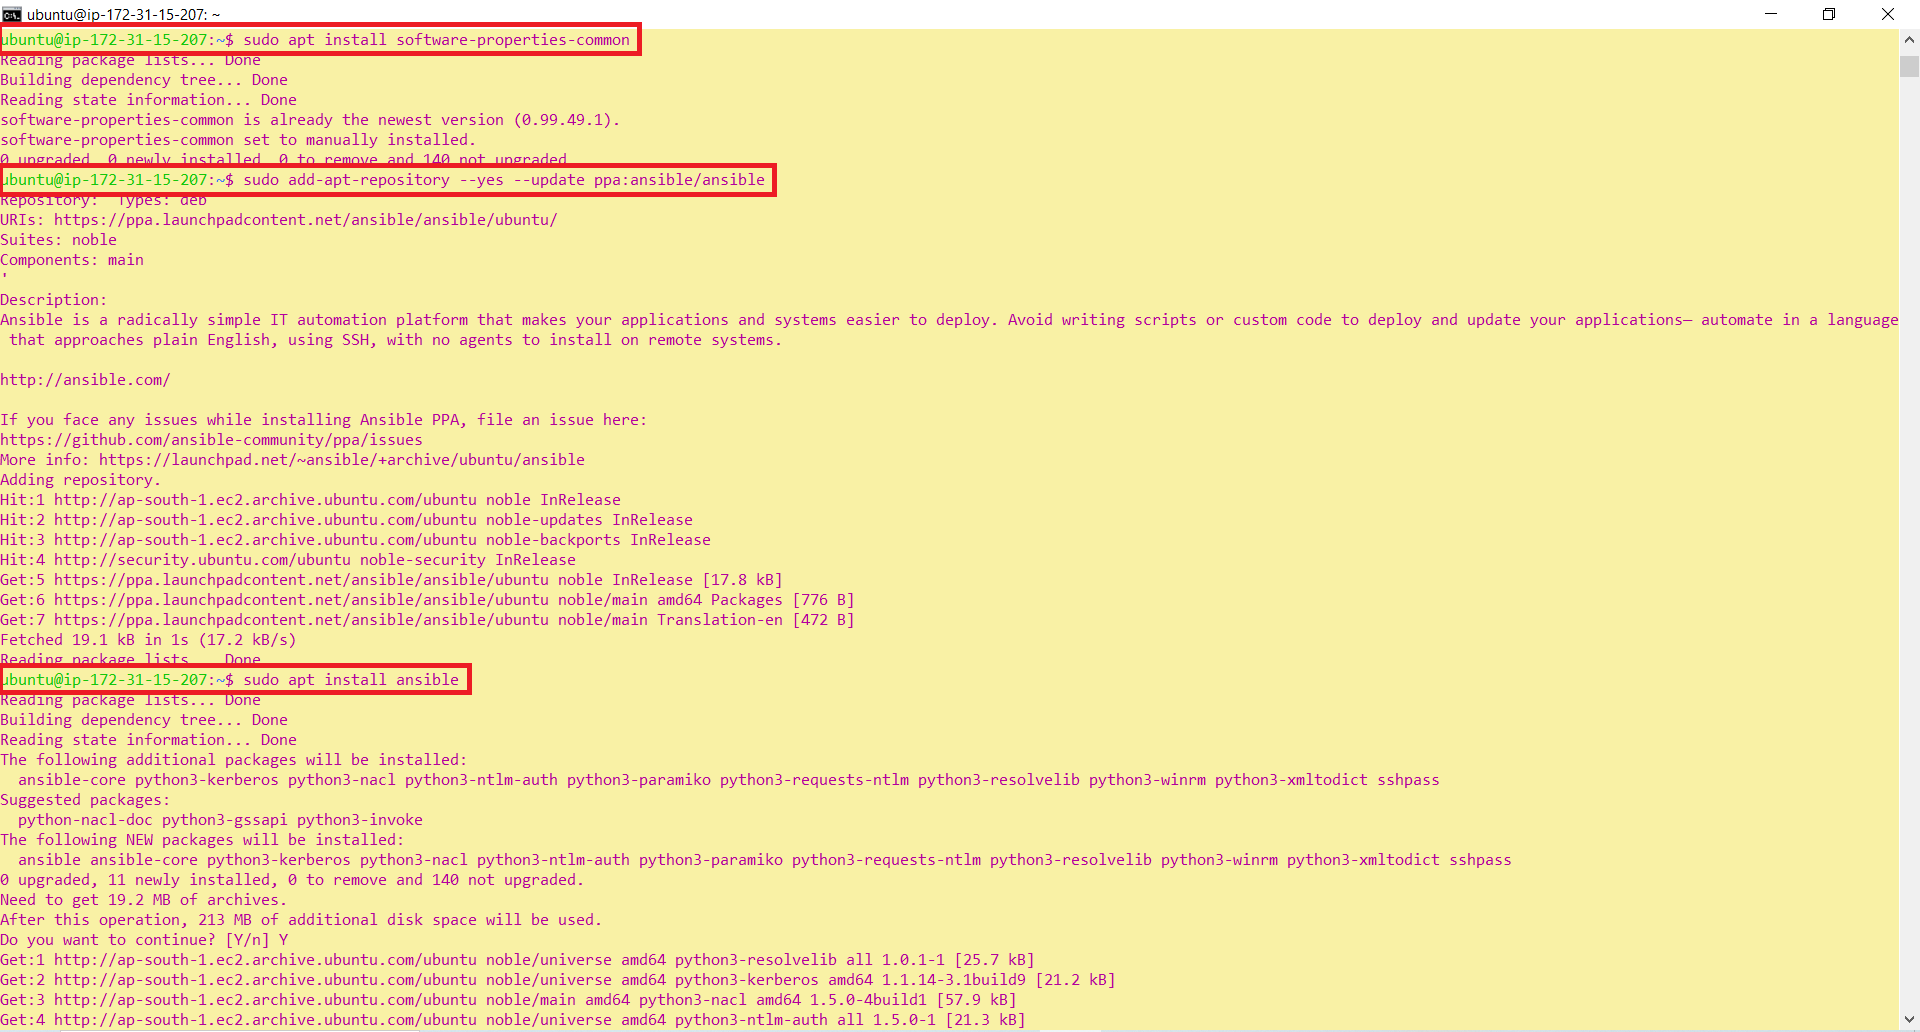 ubuntu@ip-172-31-15-207: ~
ubuntu@ip-172-31-15-207:~$ sudo apt install software-properties-common
Reading package lists... Done
Building dependency tree... Done
Reading state information... Done
software-properties-common is already the newest version (0.99.49.1).
software-properties-common set to manually installed.
0 upgraded, 0 newly installed, 0 to remove and 140 not upgraded.
ubuntu@ip-172-31-15-207:~$ sudo add-apt-repository --yes --update ppa:ansible/ansible
Repository: 'Types: deb
URIs: https://ppa.launchpadcontent.net/ansible/ansible/ubuntu/
Suites: noble
Components: main
'
Description:
Ansible is a radically simple IT automation platform that makes your applications and systems easier to deploy. Avoid writing scripts or custom code to deploy and update your applications— automate in a language
 that approaches plain English, using SSH, with no agents to install on remote systems.
http://ansible.com/
If you face any issues while installing Ansible PPA, file an issue here:
https://github.com/ansible-community/ppa/issues
More info: https://launchpad.net/~ansible/+archive/ubuntu/ansible
Adding repository.
Hit:1 http://ap-south-1.ec2.archive.ubuntu.com/ubuntu noble InRelease
Hit:2 http://ap-south-1.ec2.archive.ubuntu.com/ubuntu noble-updates InRelease
Hit:3 http://ap-south-1.ec2.archive.ubuntu.com/ubuntu noble-backports InRelease
Hit:4 http://security.ubuntu.com/ubuntu noble-security InRelease
Get:5 https://ppa.launchpadcontent.net/ansible/ansible/ubuntu noble InRelease [17.8 kB]
Get:6 https://ppa.launchpadcontent.net/ansible/ansible/ubuntu noble/main amd64 Packages [776 B]
Get:7 https://ppa.launchpadcontent.net/ansible/ansible/ubuntu noble/main Translation-en [472 B]
Fetched 19.1 kB in 1s (17.2 kB/s)
Reading package lists... Done
ubuntu@ip-172-31-15-207:~$ sudo apt install ansible
Reading package lists... Done
Building dependency tree... Done
Reading state information... Done
The following additional packages will be installed:
  ansible-core python3-kerberos python3-nacl python3-ntlm-auth python3-paramiko python3-requests-ntlm python3-resolvelib python3-winrm python3-xmltodict sshpass
Suggested packages:
  python-nacl-doc python3-gssapi python3-invoke
The following NEW packages will be installed:
  ansible ansible-core python3-kerberos python3-nacl python3-ntlm-auth python3-paramiko python3-requests-ntlm python3-resolvelib python3-winrm python3-xmltodict sshpass
0 upgraded, 11 newly installed, 0 to remove and 140 not upgraded.
Need to get 19.2 MB of archives.
After this operation, 213 MB of additional disk space will be used.
Do you want to continue? [Y/n] Y
Get:1 http://ap-south-1.ec2.archive.ubuntu.com/ubuntu noble/universe amd64 python3-resolvelib all 1.0.1-1 [25.7 kB]
Get:2 http://ap-south-1.ec2.archive.ubuntu.com/ubuntu noble/universe amd64 python3-kerberos amd64 1.1.14-3.1build9 [21.2 kB]
Get:3 http://ap-south-1.ec2.archive.ubuntu.com/ubuntu noble/main amd64 python3-nacl amd64 1.5.0-4build1 [57.9 kB]
Get:4 http://ap-south-1.ec2.archive.ubuntu.com/ubuntu noble/universe amd64 python3-ntlm-auth all 1.5.0-1 [21.3 kB]